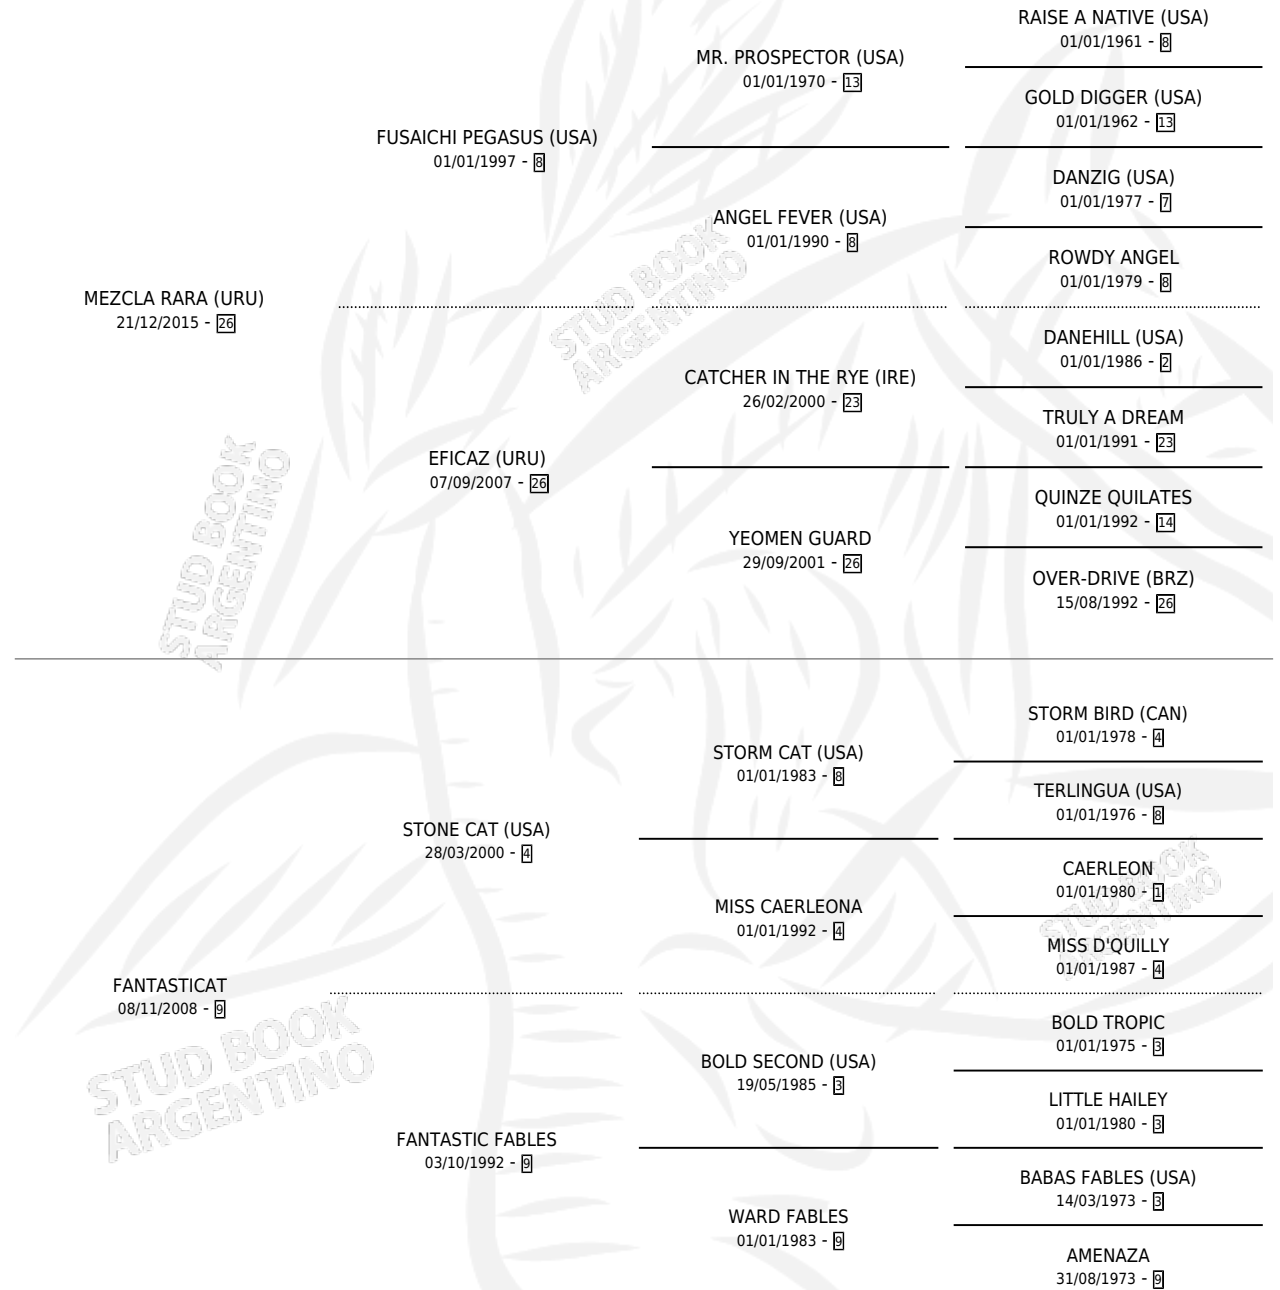 RAISE A NATIVE (USA)
01/01/1961 - 8
MR. PROSPECTOR (USA)
01/01/1970 - 13
GOLD DIGGER (USA)
01/01/1962 - 13
FUSAICHI PEGASUS (USA)
01/01/1997 - 8
DANZIG (USA)
01/01/1977 - 7
ANGEL FEVER (USA)
01/01/1990 - 8
ROWDY ANGEL
01/01/1979 - 8
MEZCLA RARA (URU)
21/12/2015 - 26
DANEHILL (USA)
01/01/1986 - 2
CATCHER IN THE RYE (IRE)
26/02/2000 - 23
TRULY A DREAM
01/01/1991 - 23
EFICAZ (URU)
07/09/2007 - 26
QUINZE QUILATES
01/01/1992 - 14
YEOMEN GUARD
29/09/2001 - 26
OVER-DRIVE (BRZ)
15/08/1992 - 26
STORM BIRD (CAN)
01/01/1978 - 4
STORM CAT (USA)
01/01/1983 - 8
TERLINGUA (USA)
01/01/1976 - 8
STONE CAT (USA)
28/03/2000 - 4
CAERLEON
01/01/1980 - 1
MISS CAERLEONA
01/01/1992 - 4
MISS D'QUILLY
01/01/1987 - 4
FANTASTICAT
08/11/2008 - 9
BOLD TROPIC
01/01/1975 - 3
BOLD SECOND (USA)
19/05/1985 - 3
LITTLE HAILEY
01/01/1980 - 3
FANTASTIC FABLES
03/10/1992 - 9
BABAS FABLES (USA)
14/03/1973 - 3
WARD FABLES
01/01/1983 - 9
AMENAZA
31/08/1973 - 9
STUD BOOK
ARGENTINO
STUD BOOK
ARGENTINO
STUD BOOK
ARGENTINO
STUD BOOK
ARGENTINO